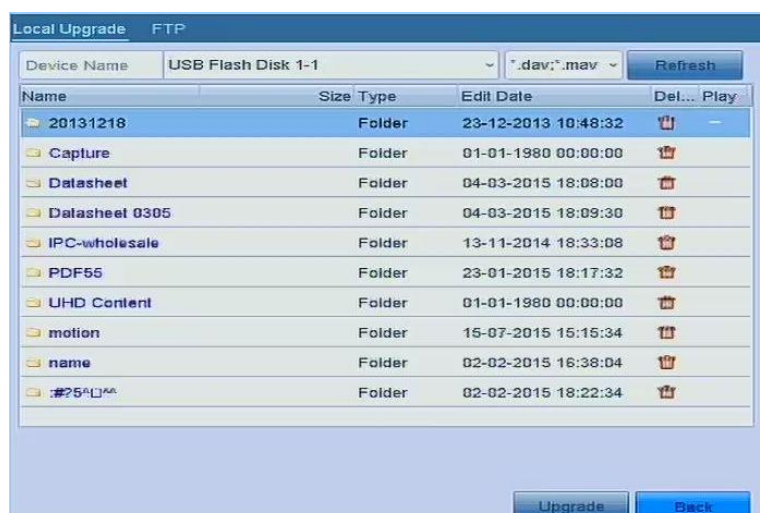 Local Upgrade FTP
Device Name USB Flash Disk 1-1 *.dav;*.mav Refresh
Name Size Type Edit Date Del... Play
20131218 Folder 23-12-2013 10:48:32 —
Capture Folder 01-01-1980 00:00:00
Datasheet Folder 04-03-2015 18:08:00
Datasheet 0305 Folder 04-03-2015 18:09:30
IPC-wholesale Folder 13-11-2014 18:33:08
PDF55 Folder 23-01-2015 18:17:32
UHD Content Folder 01-01-1980 00:00:00
motion Folder 15-07-2015 15:15:34
name Folder 02-02-2015 16:38:04
Folder 02-02-2015 18:22:34
Upgrade Back